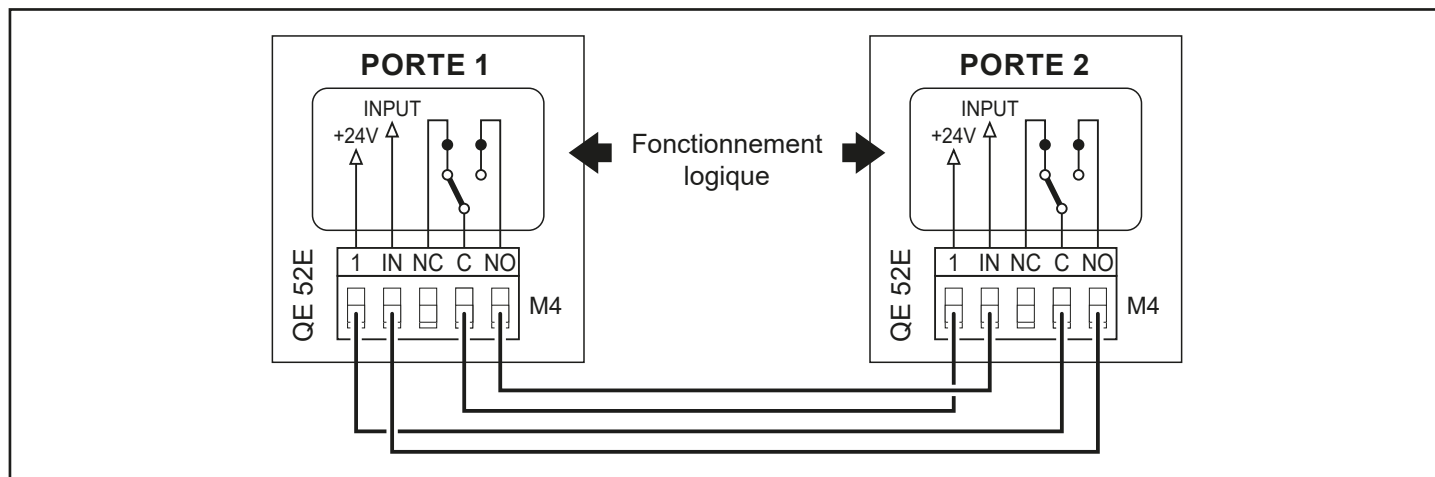 PORTE 1
INPUT
+24V
1 IN NC C NO
QE 52E
M4
Fonctionnement
logique
PORTE 2
INPUT
+24V
1 IN NC C NO
QE 52E
M4